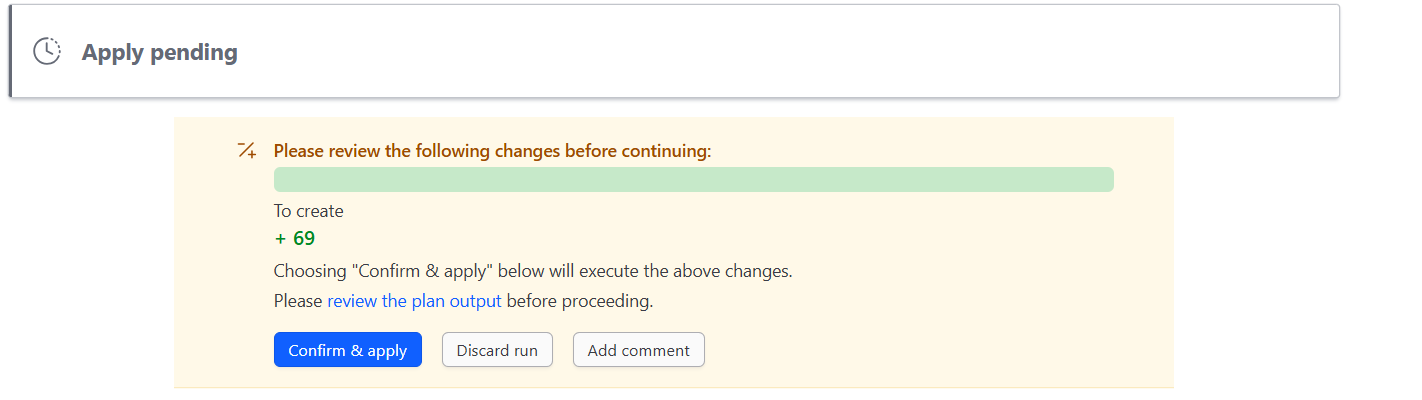 Apply pending
Please review the following changes before continuing:
To create
+ 69
Choosing "Confirm & apply" below will execute the above changes.
Please review the plan output before proceeding.
Confirm & apply
Discard run
Add comment